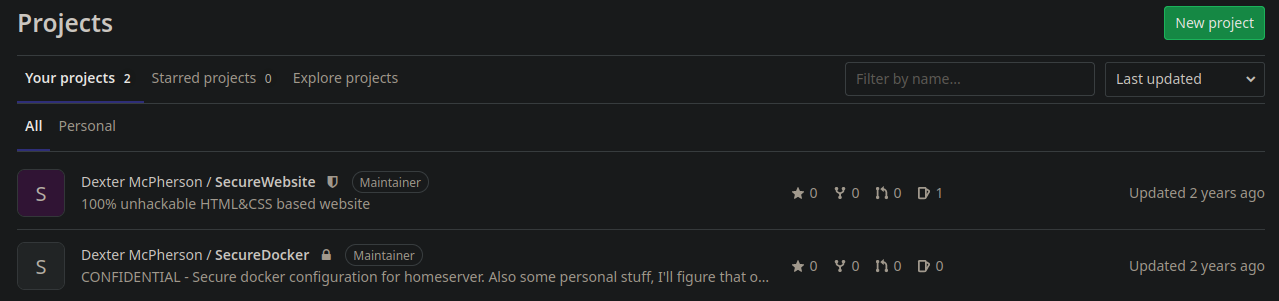 Projects
New project
Your projects 2 Starred projects 0 Explore projects Filter by name... Last updated
All Personal
S Dexter McPherson / SecureWebsite Maintainer 0 0 0 1 Updated 2 years ago
100% unhackable HTML&CSS based website
S Dexter McPherson / SecureDocker Maintainer 0 0 0 0 Updated 2 years ago
CONFIDENTIAL - Secure docker configuration for homeserver. Also some personal stuff, I'll figure that o...